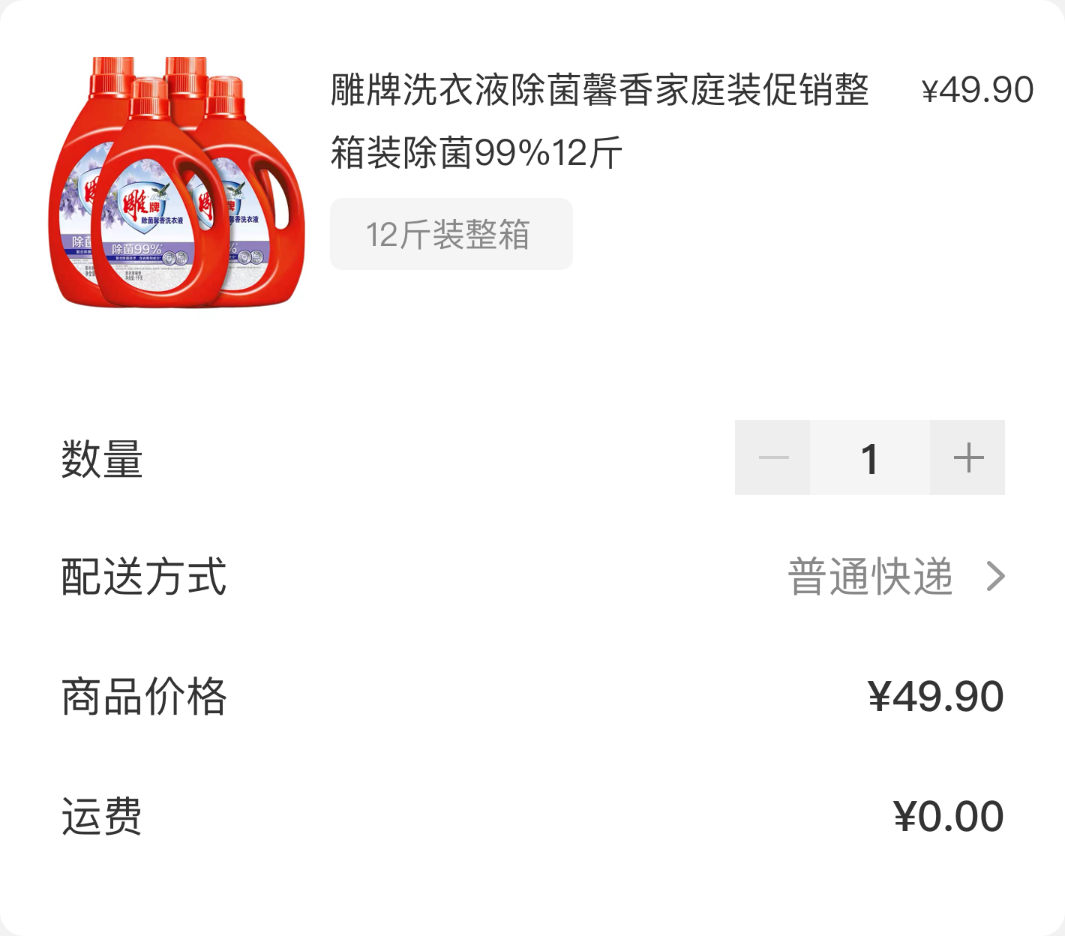 雕牌洗衣液除菌馨香家庭装促销整
¥49.90
箱装除菌99%12斤
12斤装整箱
雕牌
除菌馨香洗衣液
除菌99%
数量
1
配送方式
普通快递
商品价格
¥49.90
运费
¥0.00